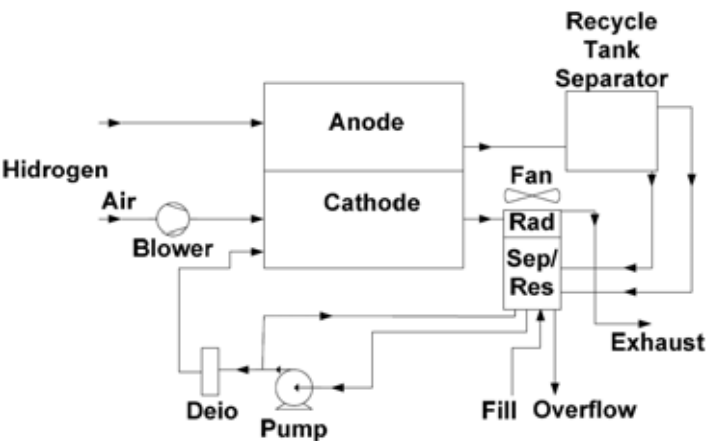 Recycle
Tank
Separator
Anode
Hidrogen
Fan
Air
Cathode
Rad
Blower
Sep/
Res
Exhaust
Deio
Pump
Fill
Overflow